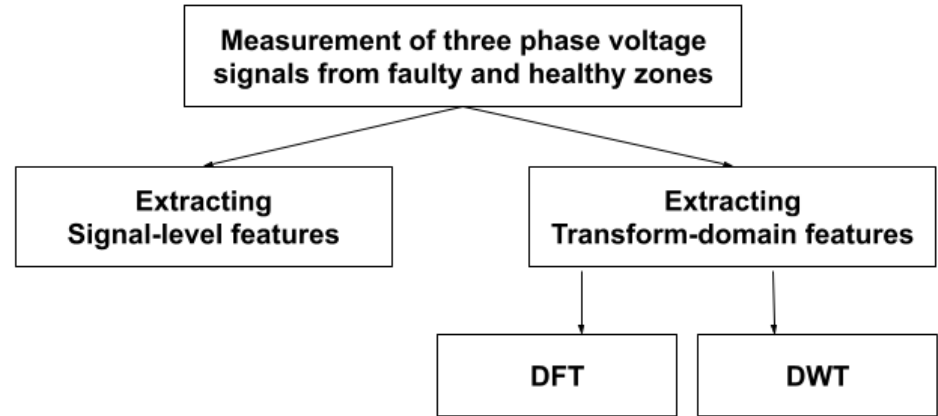 Measurement of three phase voltage
signals from faulty and healthy zones
Extracting
Signal-level features
Extracting
Transform-domain features
DFT
DWT